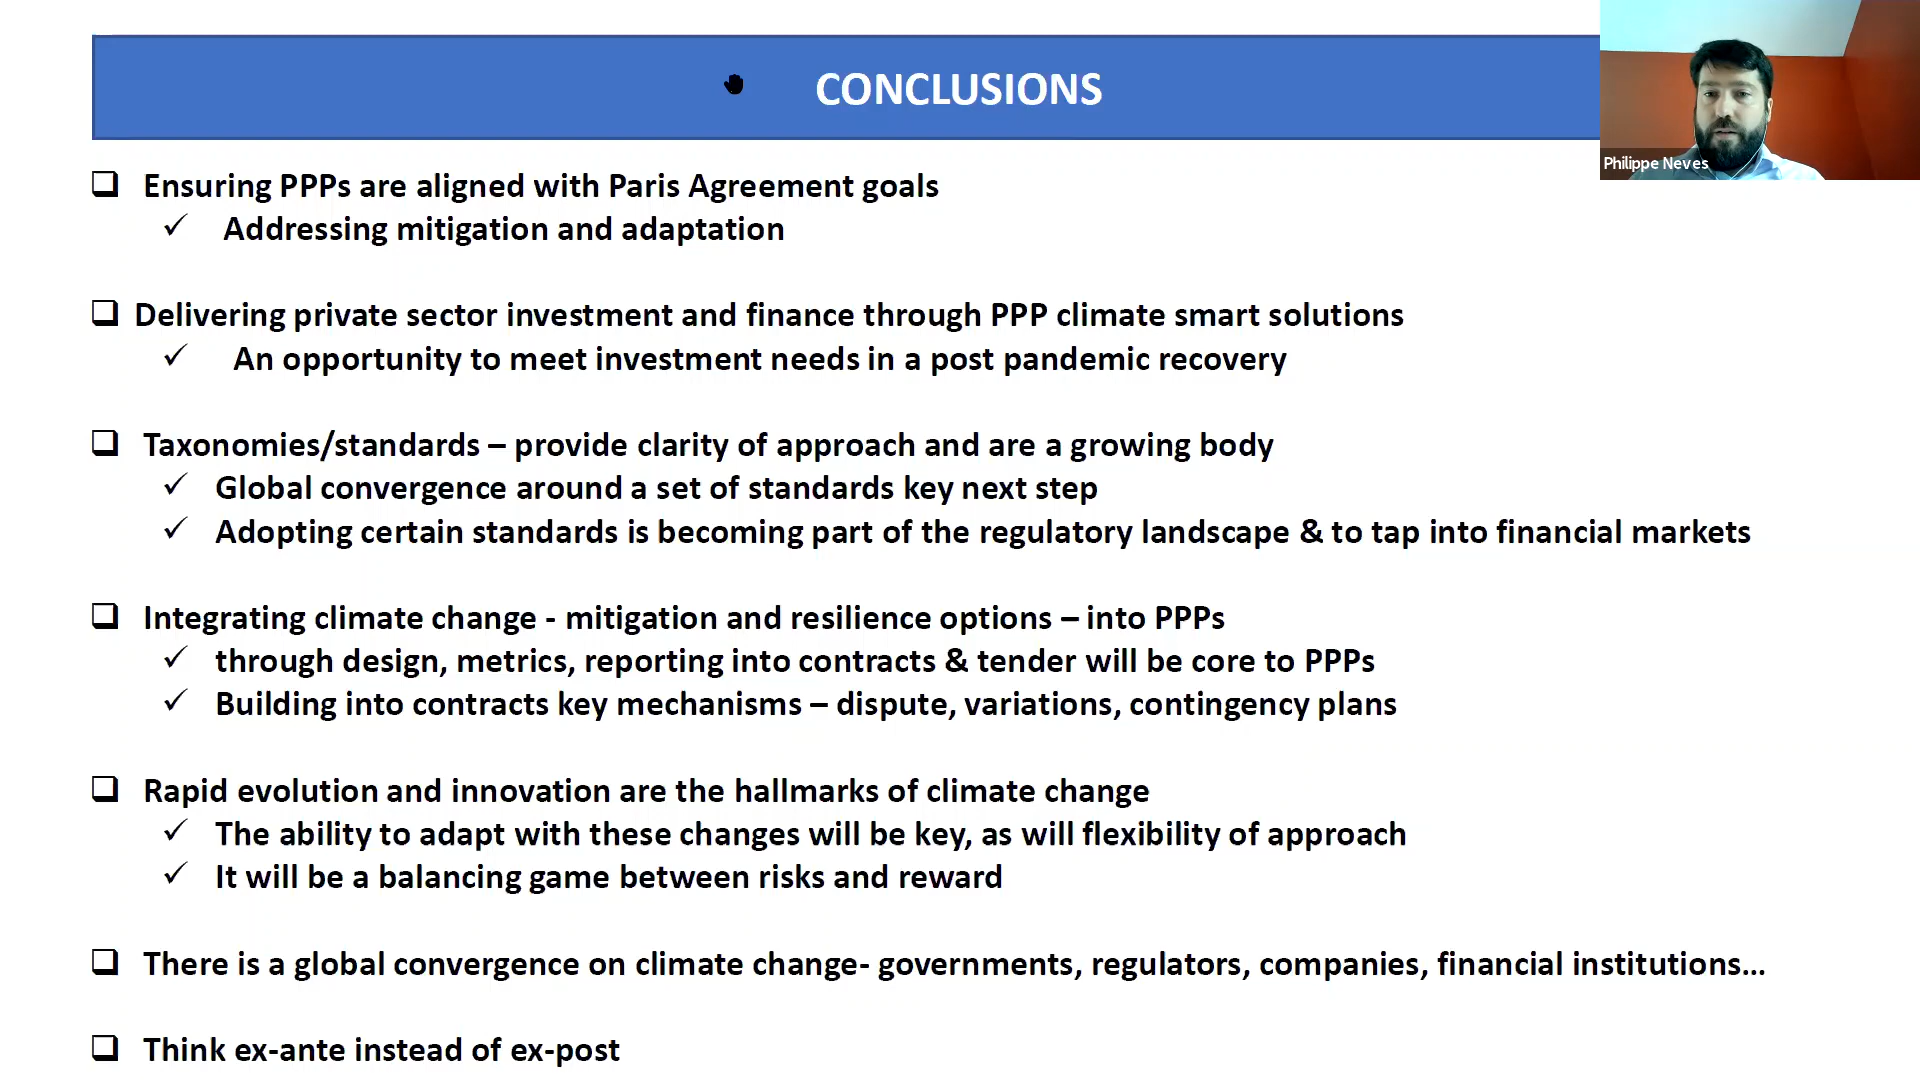 CONCLUSIONS
Philippe Neves
Ensuring PPPs are aligned with Paris Agreement goals
Addressing mitigation and adaptation
Delivering private sector investment and finance through PPP climate smart solutions
An opportunity to meet investment needs in a post pandemic recovery
Taxonomies/standards – provide clarity of approach and are a growing body
Global convergence around a set of standards key next step
Adopting certain standards is becoming part of the regulatory landscape & to tap into financial markets
Integrating climate change - mitigation and resilience options – into PPPs
through design, metrics, reporting into contracts & tender will be core to PPPs
Building into contracts key mechanisms – dispute, variations, contingency plans
Rapid evolution and innovation are the hallmarks of climate change
The ability to adapt with these changes will be key, as will flexibility of approach
It will be a balancing game between risks and reward
There is a global convergence on climate change- governments, regulators, companies, financial institutions...
Think ex-ante instead of ex-post